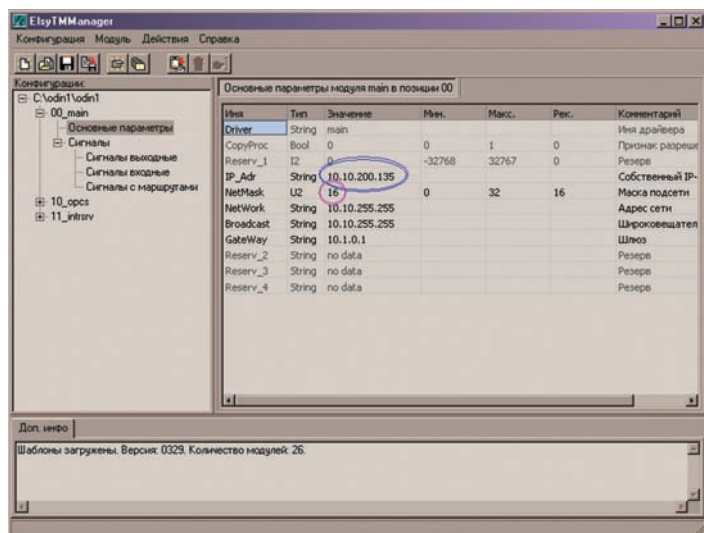 ElsyTMManager
Конфигурация Модуль Действия Справка
Конфигурации:
C:\odin1\odin1
00_main
Основные параметры
Сигналы
Сигналы выходные
Сигналы входные
Сигналы с маршрутами
10_opcs
11_intrsrv
Основные параметры модуля main в позиции 00
Имя Тип Значение Мин. Макс. Рек. Комментарий
Driver String main Имя драйвера
CopyProc Bool 0 0 1 0 Признак разреше
Reserv_1 I2 0 -32768 32767 0 Резерв
IP_Adr String 10.10.200.135 Собственный IP-
NetMask U2 16 0 32 16 Маска подсети
NetWork String 10.10.255.255 Адрес сети
Broadcast String 10.10.255.255 Широковещател
GateWay String 10.1.0.1 Шлюз
Reserv_2 String no data Резерв
Reserv_3 String no data Резерв
Reserv_4 String no data Резерв
Доп. инфо
Шаблоны загружены. Версия: 0329. Количество модулей: 26.